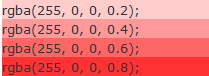 rgba(255, 0, 0, 0.2);
rgba(255, 0, 0, 0.4);
rgba(255, 0, 0, 0.6);
rgba(255, 0, 0, 0.8);